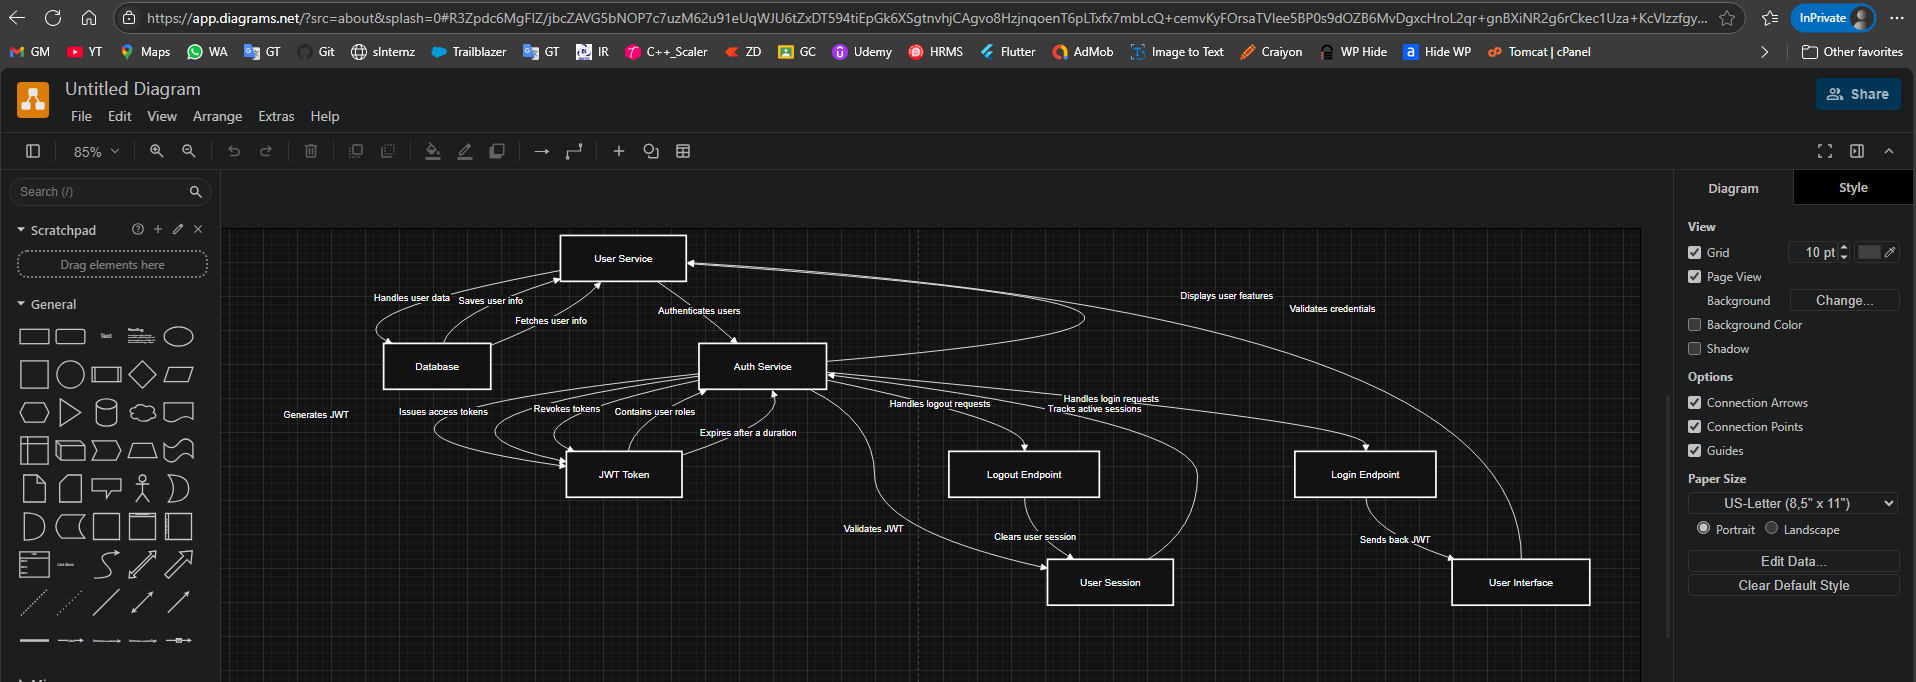 https://app.diagrams.net/?src=about&splash=0#R3Zpdc6MgFIZ/jbcZAVG5bNOP7c7uzM62u91eUqWJU6tZxDT594tiEpGk6XSgtnvhjCAgvo8HzjnqoenT6pLTxfx7mbLcQ+cemvKyFOrsaTVlee5BP0s9dOZB6MvDgxcHroL2qr+gnBXiNR2g6rCkec1Uza+KcVlzzfgy...
InPrivate
GM
YT
Maps
WA
GT
Git
sInternz
Trailblazer
GT
IR
C++_Scaler
ZD
GC
Udemy
HRMS
Flutter
AdMob
Image to Text
Craiyon
WP Hide
Hide WP
Tomcat | cPanel
Other favorites
Untitled Diagram
Share
File Edit View Arrange Extras Help
85%
Search (/)
Scratchpad
Drag elements here
General
Text
Heading
List Item
User Service
Handles user data
Saves user info
Fetches user info
Authenticates users
Displays user features
Validates credentials
Database
Auth Service
Generates JWT
Issues access tokens
Revokes tokens
Contains user roles
Expires after a duration
Handles logout requests
Handles login requests
Tracks active sessions
JWT Token
Logout Endpoint
Login Endpoint
Validates JWT
Clears user session
Sends back JWT
User Session
User Interface
Diagram
Style
View
Grid
10 pt
Page View
Background
Change...
Background Color
Shadow
Options
Connection Arrows
Connection Points
Guides
Paper Size
US-Letter (8,5" x 11")
Portrait
Landscape
Edit Data...
Clear Default Style